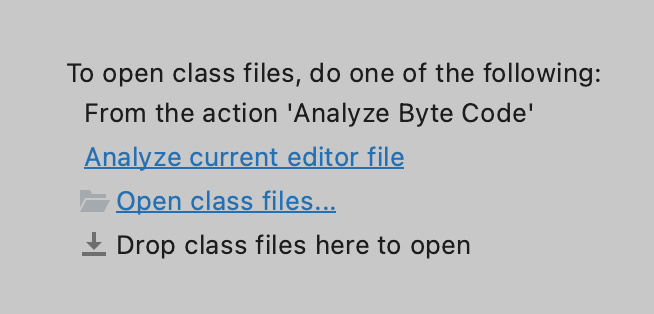 To open class files, do one of the following:
From the action 'Analyze Byte Code'
Analyze current editor file
Open class files...
Drop class files here to open